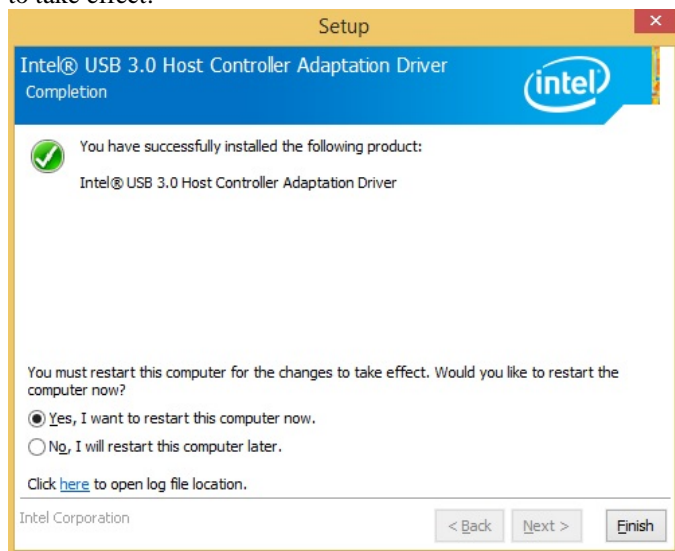 to take effect.
Setup
Intel® USB 3.0 Host Controller Adaptation Driver
Completion
intel®
You have successfully installed the following product:
Intel® USB 3.0 Host Controller Adaptation Driver
You must restart this computer for the changes to take effect. Would you like to restart the
computer now?
Yes, I want to restart this computer now.
No, I will restart this computer later.
Click here to open log file location.
Intel Corporation
< Back
Next >
Finish